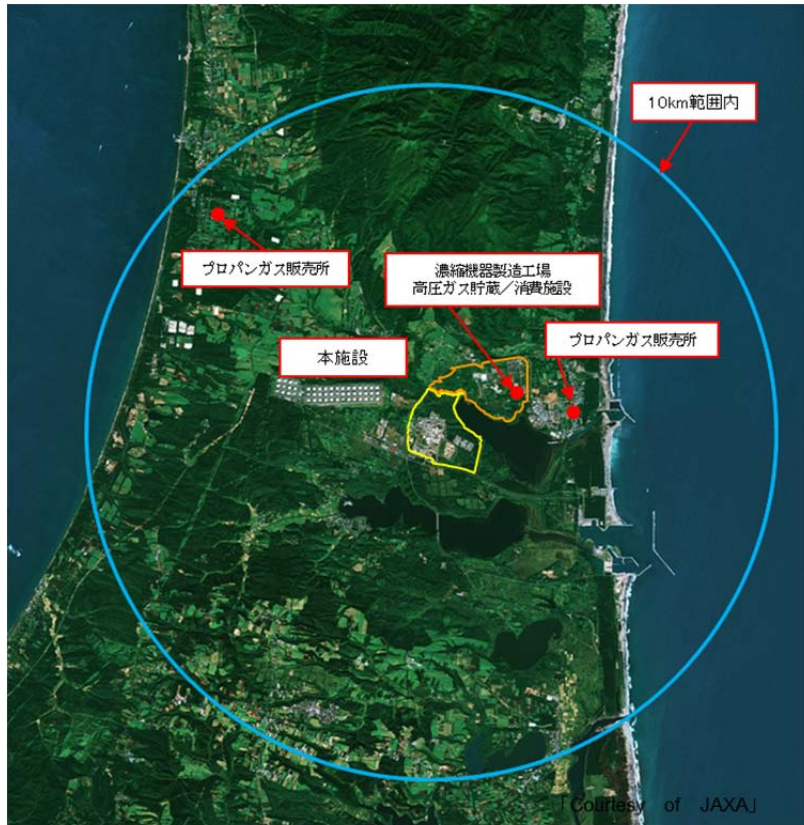 10km範囲内
プロパンガス販売所
濃縮機器製造工場
高圧ガス貯蔵／消費施設
プロパンガス販売所
本施設
「Courtesy of JAXA」